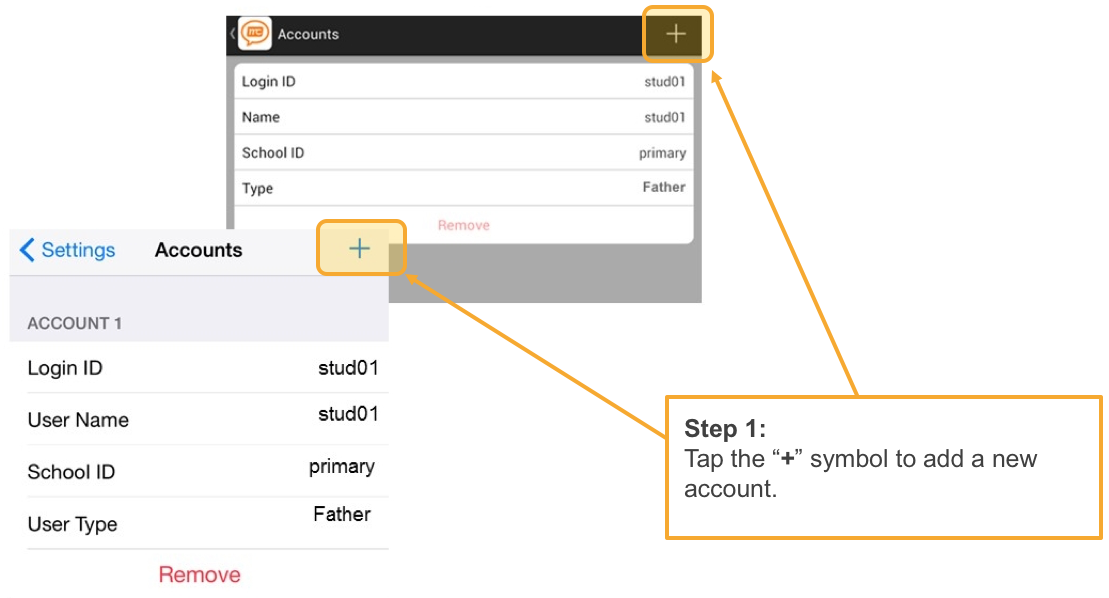 Accounts +
Login ID stud01
Name stud01
School ID primary
Type Father
Remove
Settings Accounts +
ACCOUNT 1
Login ID stud01
User Name stud01
School ID primary
User Type Father
Remove
Step 1:
Tap the “+” symbol to add a new
account.